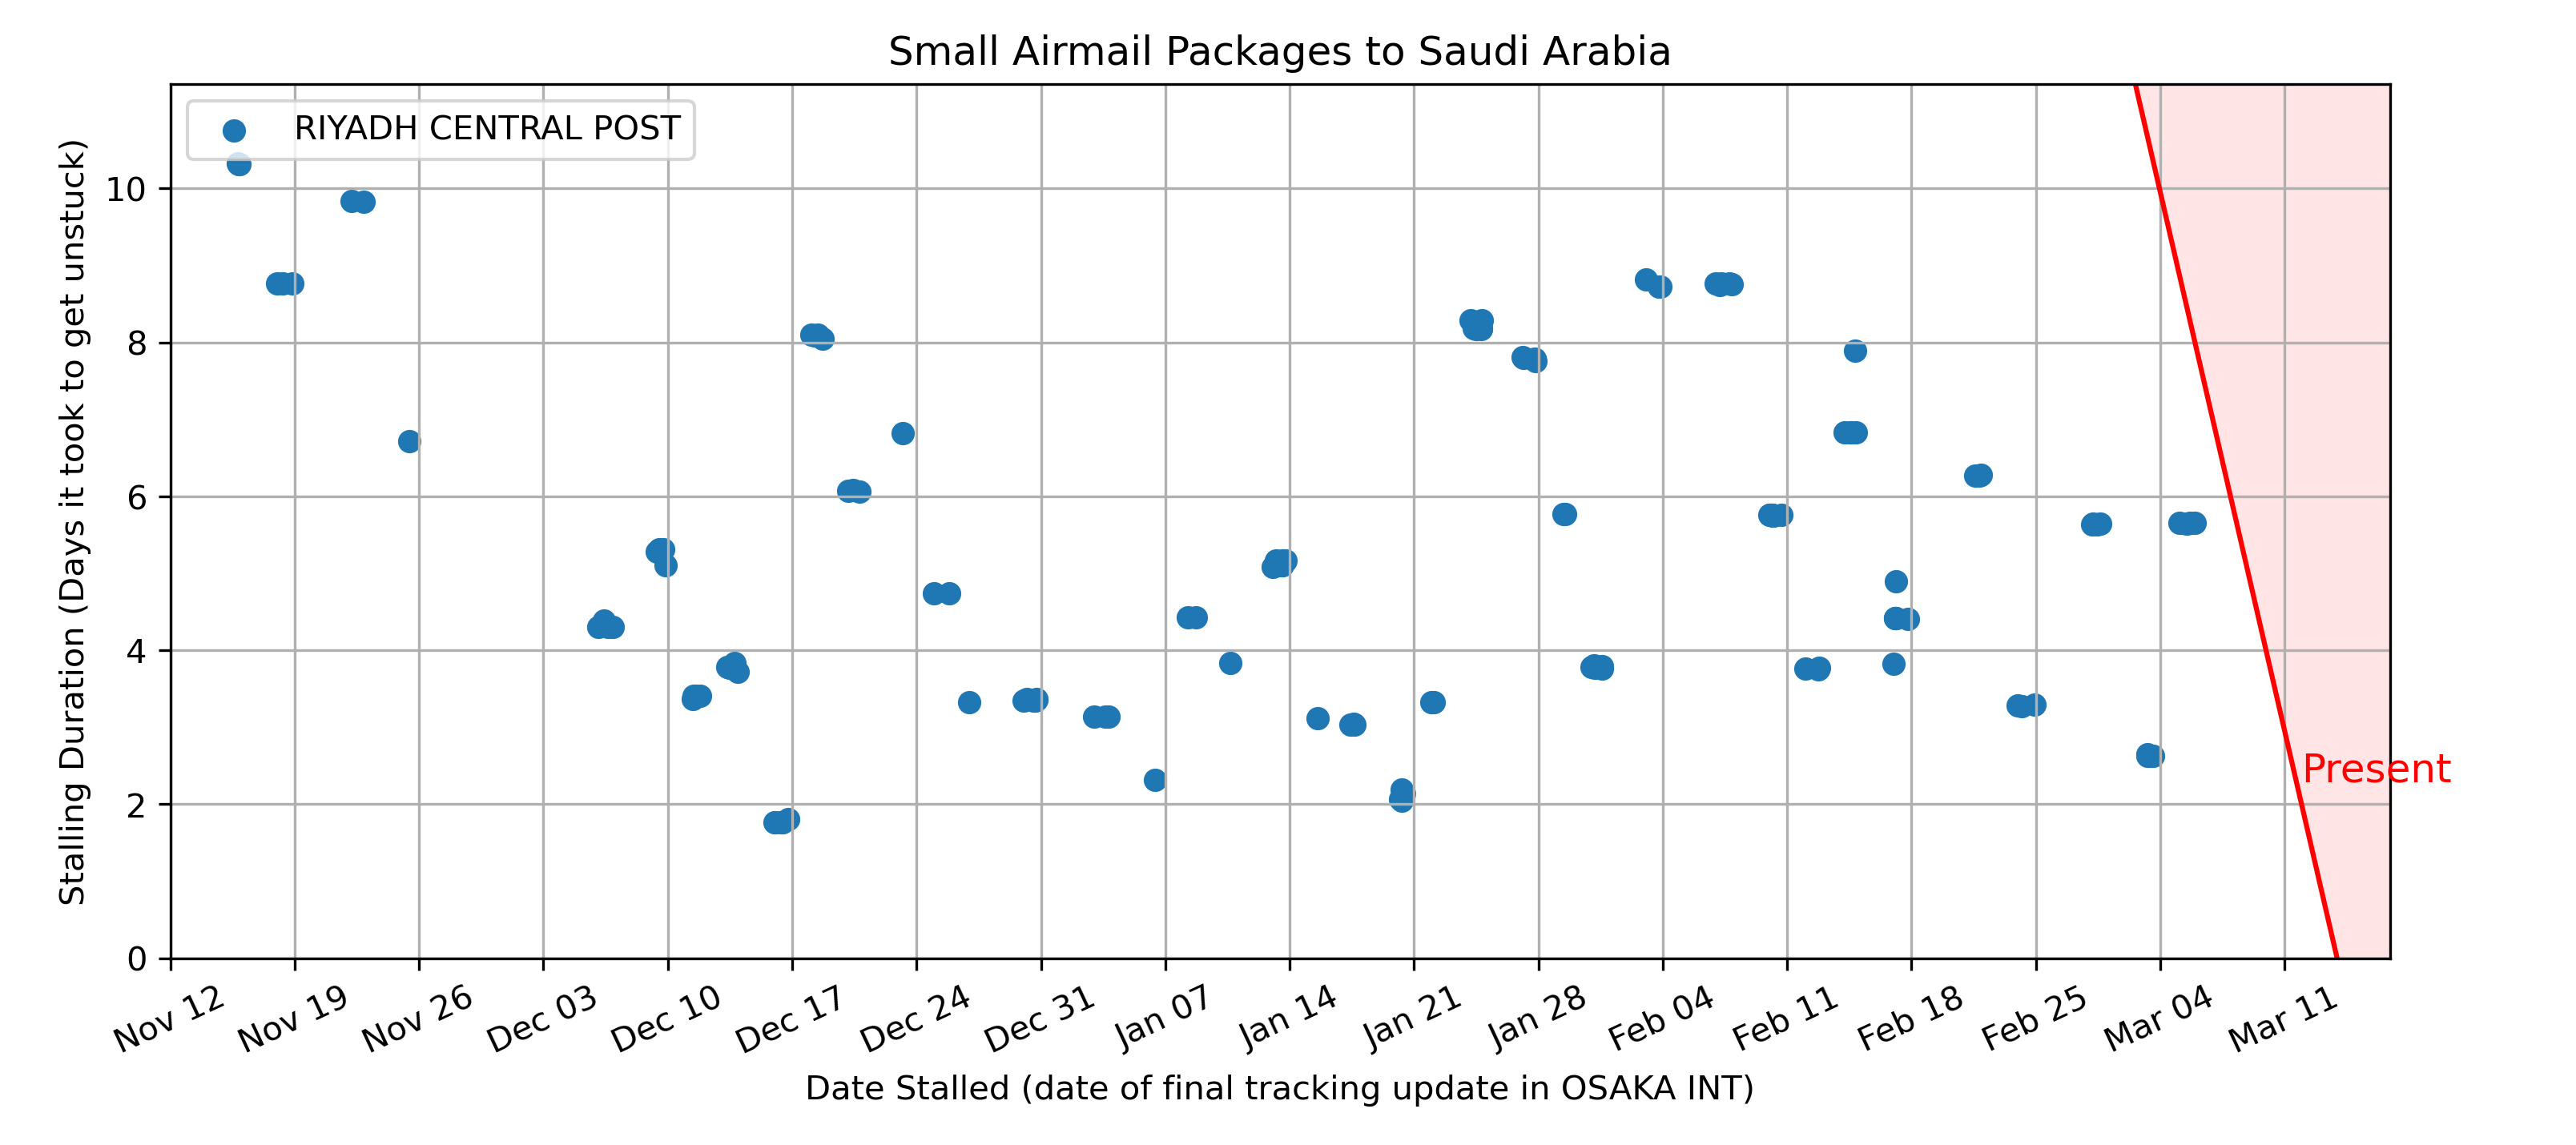 Small Airmail Packages to Saudi Arabia
RIYADH CENTRAL POST
Stalling Duration (Days it took to get unstuck)
10
8
6
4
2
0
Present
Nov 12
Nov 19
Nov 26
Dec 03
Dec 10
Dec 17
Dec 24
Dec 31
Jan 07
Jan 14
Jan 21
Jan 28
Feb 04
Feb 11
Feb 18
Feb 25
Mar 04
Mar 11
Date Stalled (date of final tracking update in OSAKA INT)